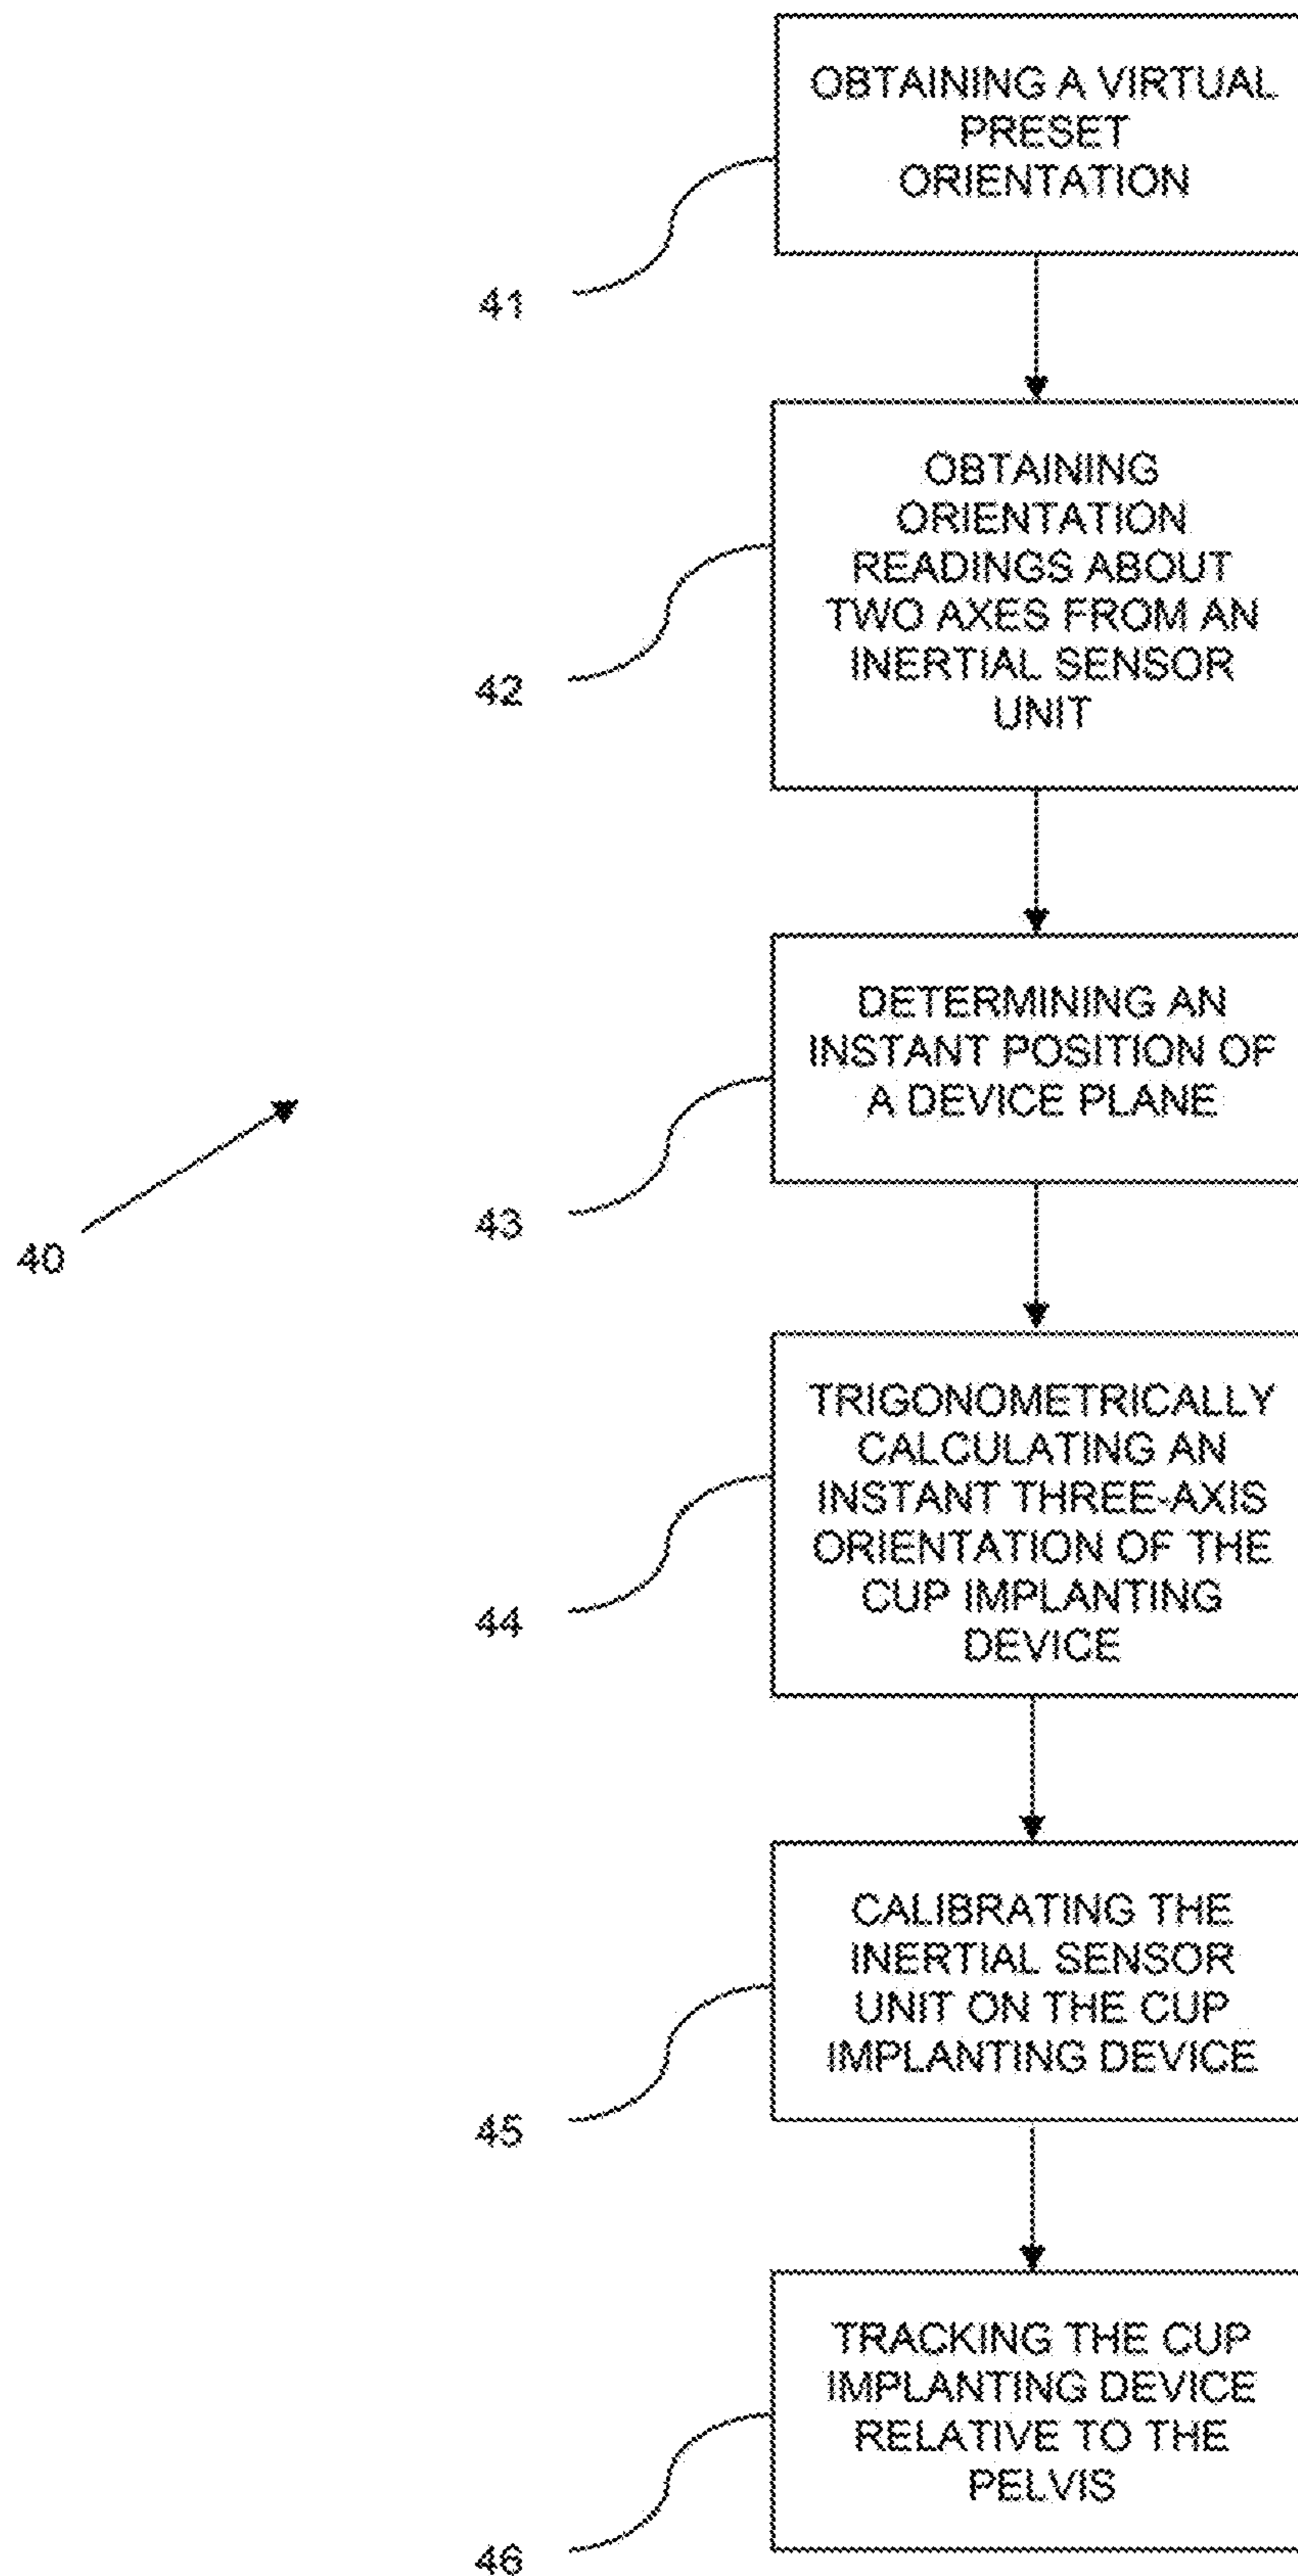 OBTAINING A VIRTUAL
PRESET
ORIENTATION
41
OBTAINING
ORIENTATION
READINGS ABOUT
TWO AXES FROM AN
INERTIAL SENSOR
UNIT
42
DETERMINING AN
INSTANT POSITION OF
A DEVICE PLANE
43
40
TRIGONOMETRICALLY
CALCULATING AN
INSTANT THREE-AXIS
ORIENTATION OF THE
CUP IMPLANTING
DEVICE
44
CALIBRATING THE
INERTIAL SENSOR
UNIT ON THE CUP
IMPLANTING DEVICE
45
TRACKING THE CUP
IMPLANTING DEVICE
RELATIVE TO THE
PELVIS
46